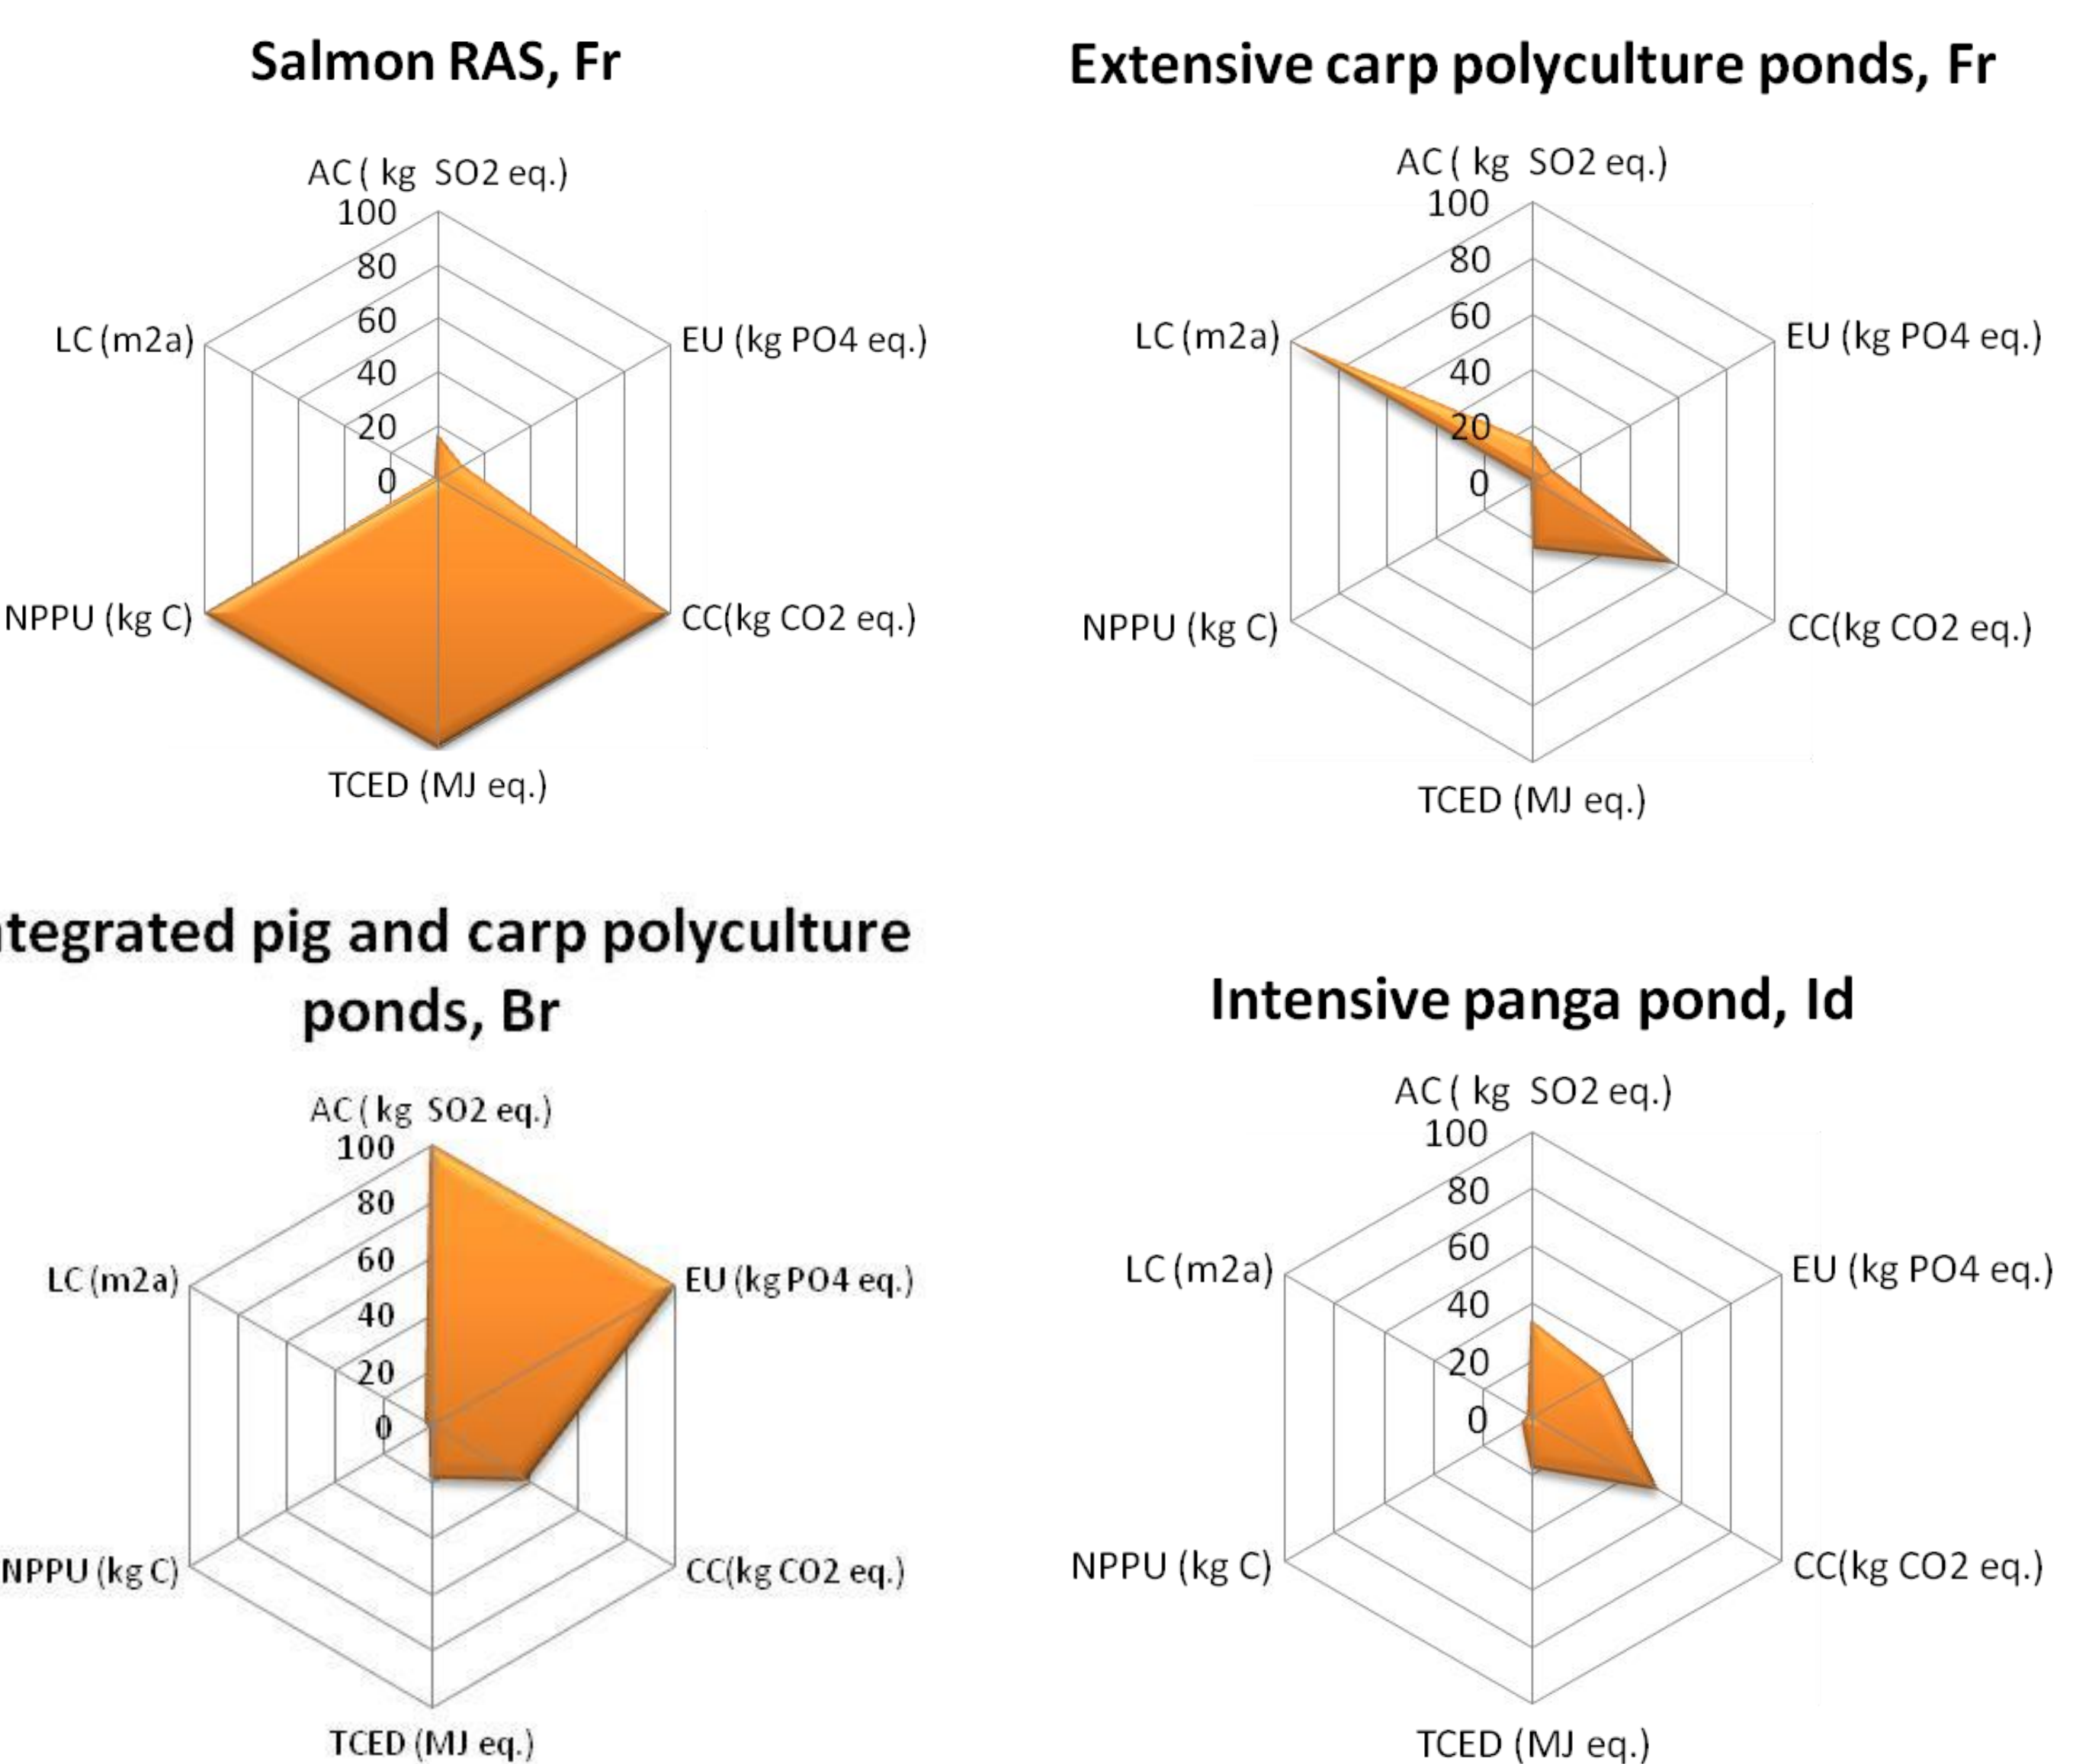 Salmon RAS, Fr
AC ( kg SO2 eq.)
100
80
60
40
20
0
LC (m2a)
EU (kg PO4 eq.)
NPPU (kg C)
CC(kg CO2 eq.)
TCED (MJ eq.)
Extensive carp polyculture ponds, Fr
AC ( kg SO2 eq.)
100
80
60
40
20
0
LC (m2a)
EU (kg PO4 eq.)
NPPU (kg C)
CC(kg CO2 eq.)
TCED (MJ eq.)
ntegrated pig and carp polyculture
ponds, Br
AC ( kg SO2 eq.)
100
80
60
40
20
0
LC (m2a)
EU (kg PO4 eq.)
NPPU (kg C)
CC(kg CO2 eq.)
TCED (MJ eq.)
Intensive panga pond, Id
AC ( kg SO2 eq.)
100
80
60
40
20
0
LC (m2a)
EU (kg PO4 eq.)
NPPU (kg C)
CC(kg CO2 eq.)
TCED (MJ eq.)